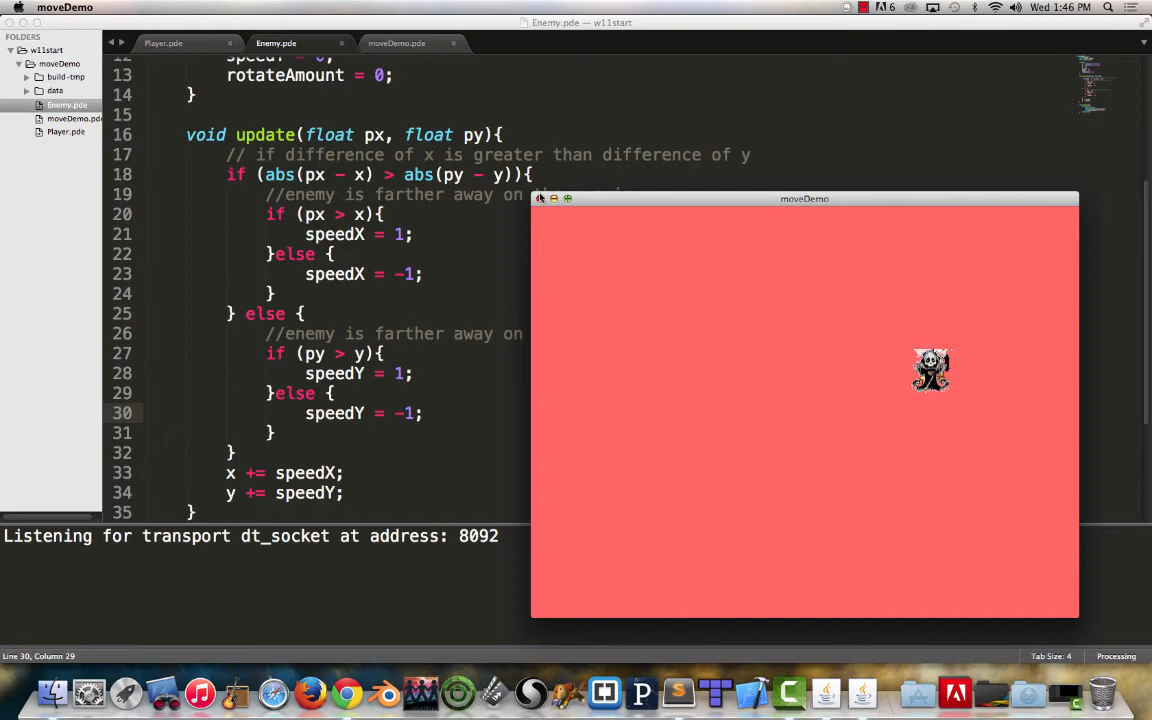 moveDemo
6
Wed 1:46 PM
Enemy.pde — w11start
FOLDERS
w11start
moveDemo
build-tmp
data
Enemy.pde
moveDemo.pde
Player.pde
Player.pde
Enemy.pde
moveDemo.pde
12
13 rotateAmount = 0;
14 }
15
16 void update(float px, float py){
17 // if difference of x is greater than difference of y
18 if (abs(px - x) > abs(py - y)){
19 //enemy is farther away on
20 if (px > x){
21 speedX = 1;
22 }else {
23 speedX = -1;
24 }
25 } else {
26 //enemy is farther away on
27 if (py > y){
28 speedY = 1;
29 }else {
30 speedY = -1;
31 }
32 }
33 x += speedX;
34 y += speedY;
35 }
moveDemo
Listening for transport dt_socket at address: 8092
Line 30, Column 29
Tab Size: 4
Processing